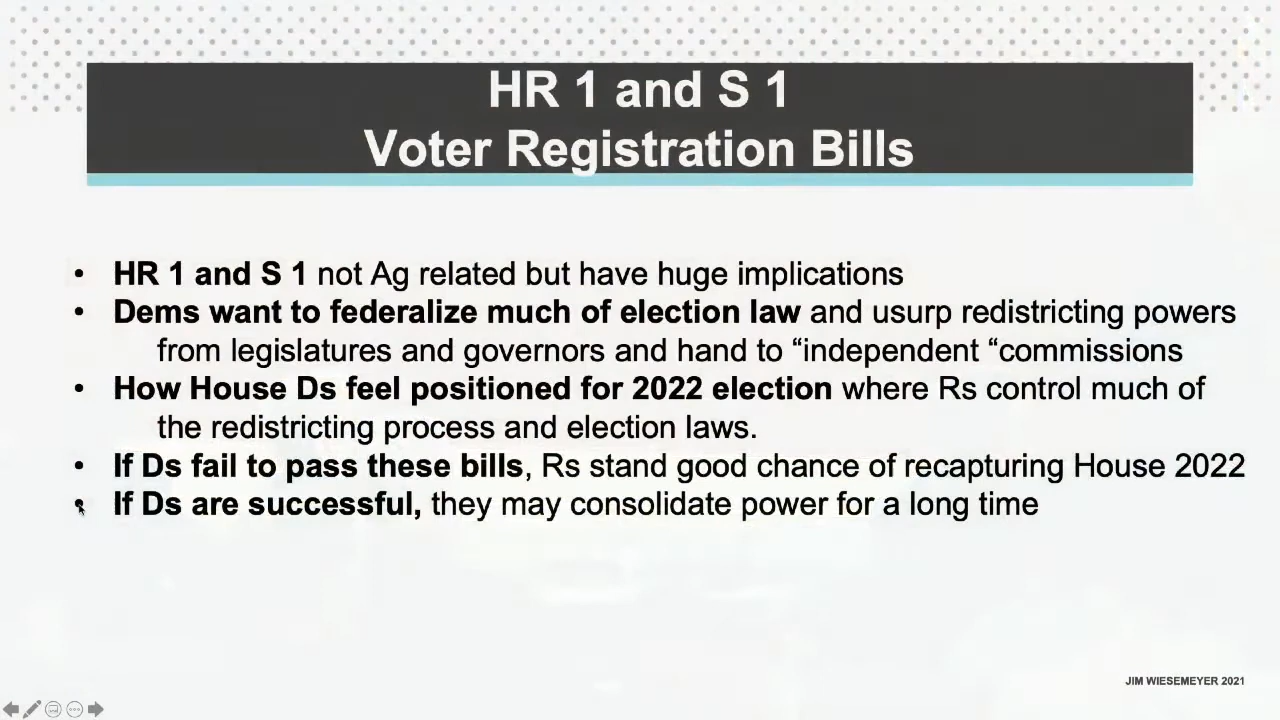 HR 1 and S 1
Voter Registration Bills
• HR 1 and S 1 not Ag related but have huge implications
• Dems want to federalize much of election law and usurp redistricting powers
from legislatures and governors and hand to “independent “commissions
• How House Ds feel positioned for 2022 election where Rs control much of
the redistricting process and election laws.
• If Ds fail to pass these bills, Rs stand good chance of recapturing House 2022
• If Ds are successful, they may consolidate power for a long time
JIM WIESEMEYER 2021